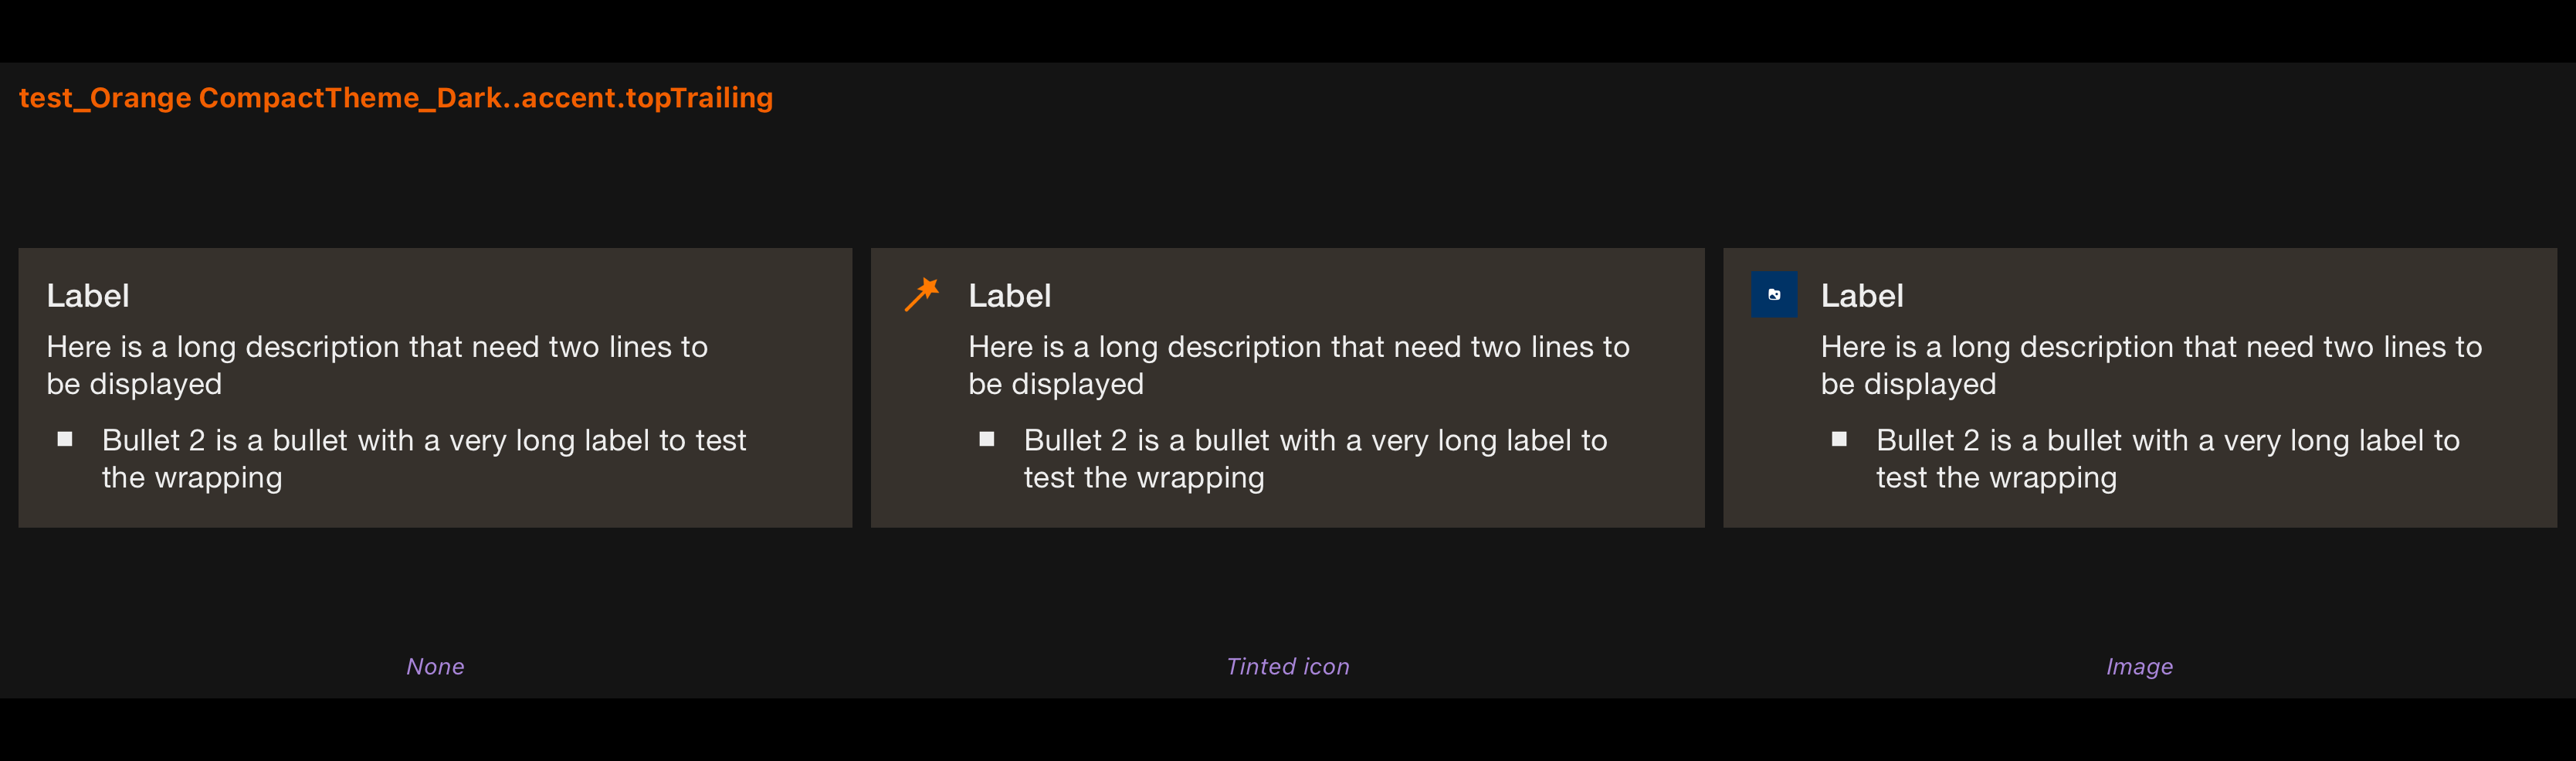 test_Orange CompactTheme_Dark..accent.topTrailing
Label
Here is a long description that need two lines to
be displayed
Bullet 2 is a bullet with a very long label to test
the wrapping
Label
Here is a long description that need two lines to
be displayed
Bullet 2 is a bullet with a very long label to
test the wrapping
Label
Here is a long description that need two lines to
be displayed
Bullet 2 is a bullet with a very long label to
test the wrapping
None
Tinted icon
Image